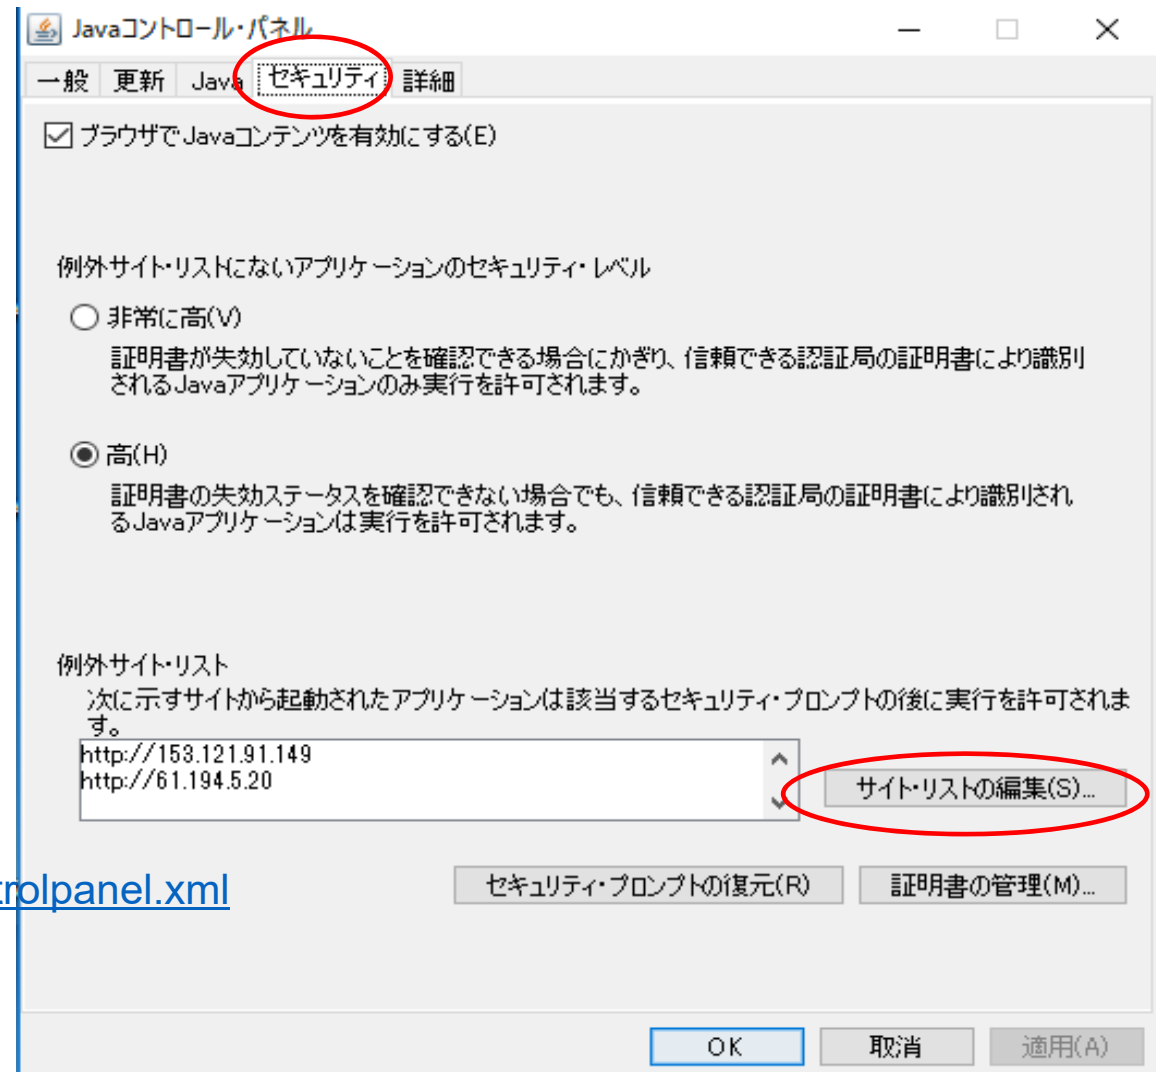 Javaコントロール・パネル
一般 更新 Java セキュリティ 詳細
ブラウザでJavaコンテンツを有効にする(E)
例外サイト・リストにないアプリケーションのセキュリティ・レベル
非常に高(V)
証明書が失効していないことを確認できる場合にかぎり、信頼できる認証局の証明書により識別
されるJavaアプリケーションのみ実行を許可されます。
高(H)
証明書の失効ステータスを確認できない場合でも、信頼できる認証局の証明書により識別され
るJavaアプリケーションは実行を許可されます。
例外サイト・リスト
次に示すサイトから起動されたアプリケーションは該当するセキュリティ・プロンプトの後に実行を許可されま
す。
http://153.121.91.149
http://61.194.5.20
サイト・リストの編集(S)...
trolpanel.xml
セキュリティ・プロンプトの復元(R) 証明書の管理(M)...
OK 取消 適用(A)